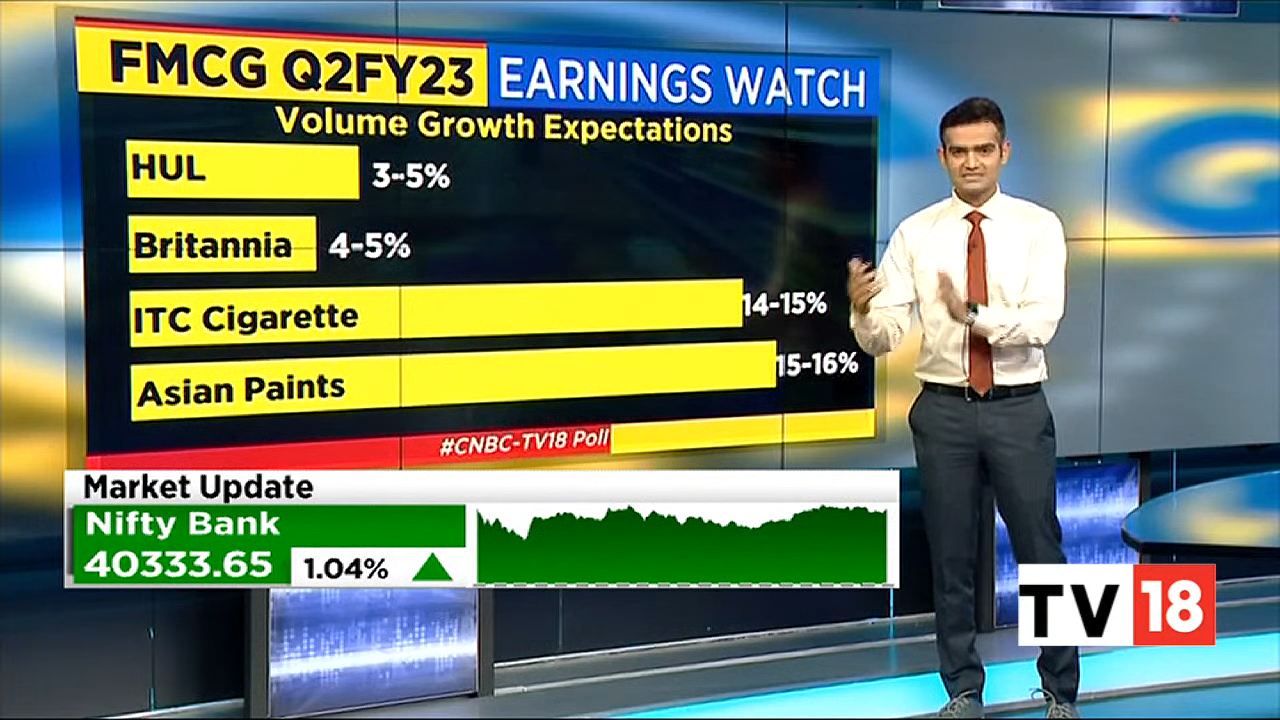 FMCG Q2FY23 EARNINGS WATCH
Volume Growth Expectations
HUL 3-5%
Britannia 4-5%
ITC Cigarette 14-15%
Asian Paints 15-16%
#CNBC-TV18 Poll
Market Update
Nifty Bank
40333.65 1.04%
TV18